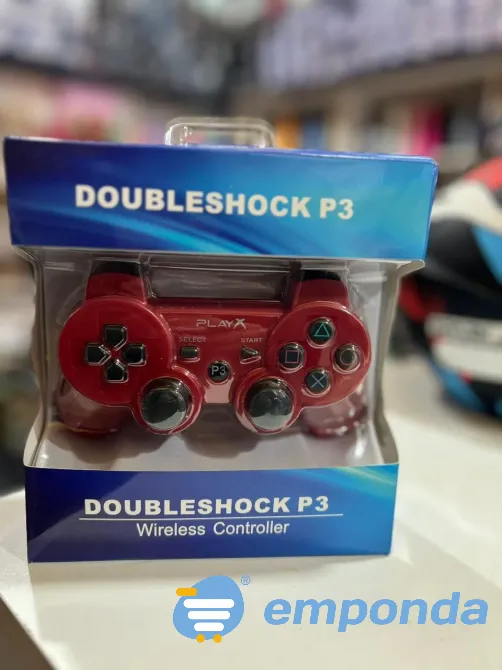 DOUBLESHOCK P3
PLAYX
SELECT START
P3
DOUBLESHOCK P3
Wireless Controller
® emponda